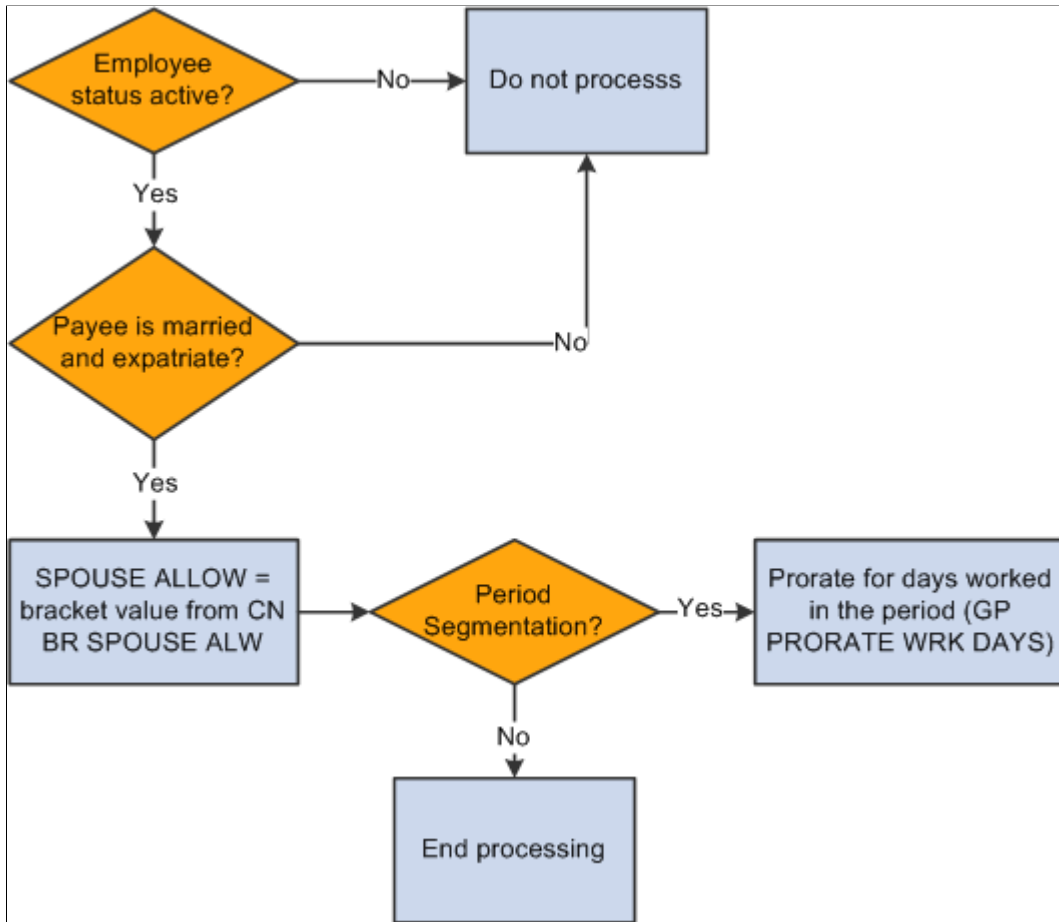 Employee
status active?
No
Do not processs
Yes
Payee is married
and expatriate?
No
Yes
SPOUSE ALLOW =
bracket value from CN
BR SPOUSE ALW
Period
Segmentation?
Yes
Prorate for days worked
in the period (GP
PRORATE WRK DAYS)
No
End processing